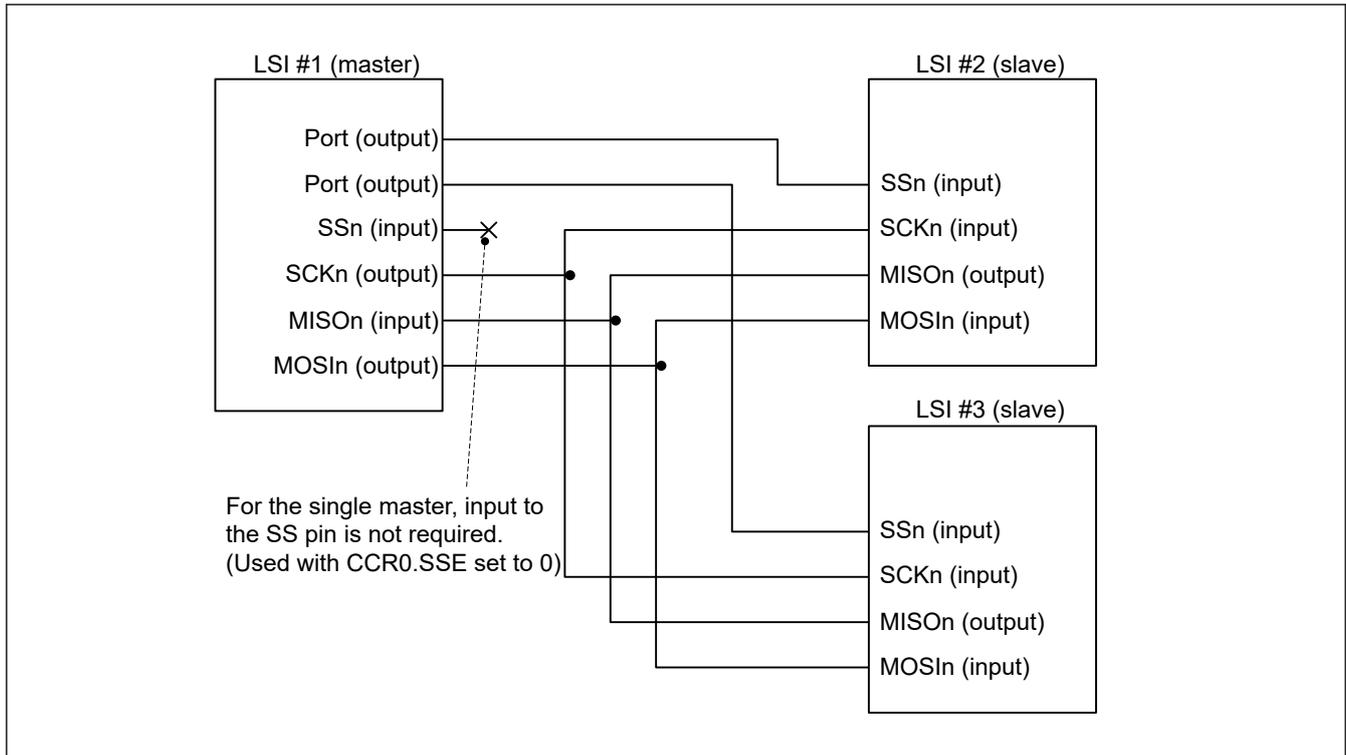 LSI #1 (master)
Port (output)
Port (output)
SSn (input)
SCKn (output)
MISOn (input)
MOSIn (output)
For the single master, input to
the SS pin is not required.
(Used with CCR0.SSE set to 0)
LSI #2 (slave)
SSn (input)
SCKn (input)
MISOn (output)
MOSIn (input)
LSI #3 (slave)
SSn (input)
SCKn (input)
MISOn (output)
MOSIn (input)